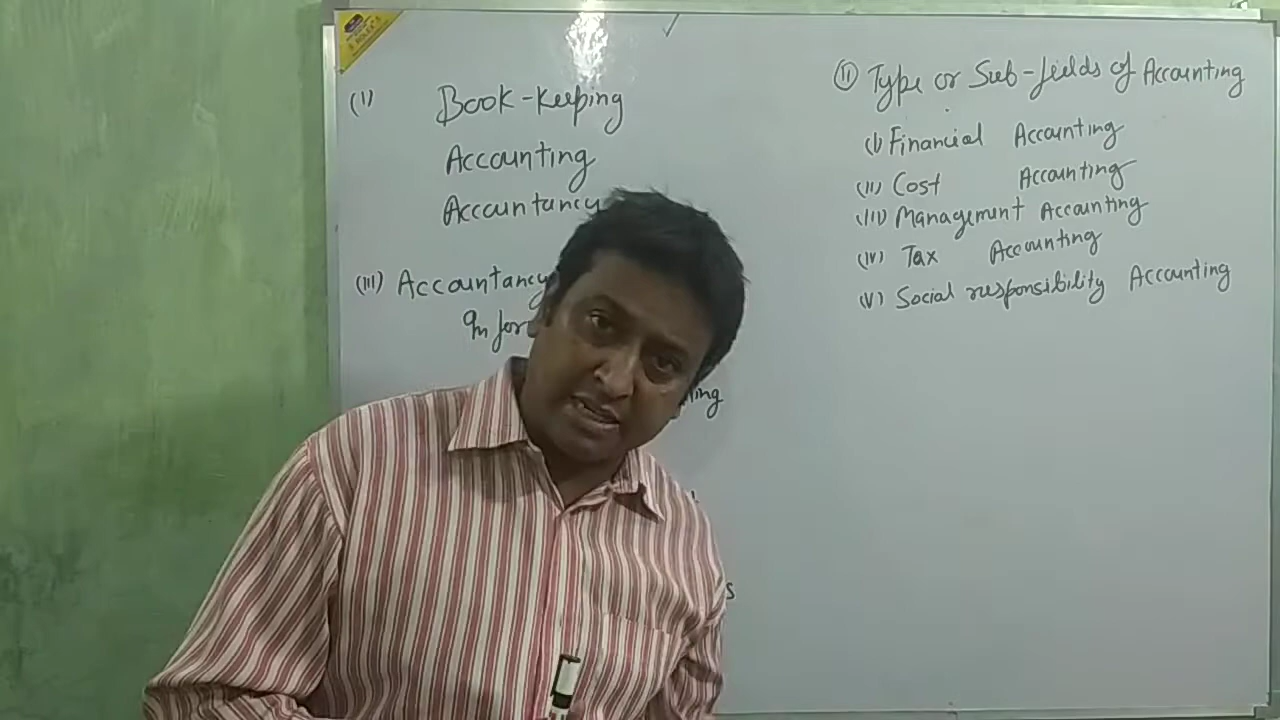 (I) Book-Keeping
Accounting
Accountancy
(III) Accountancy
Infor
ning
s
(II) Type or Sub-fields of Accounting
(I) Financial Accounting
(II) Cost Accounting
(III) Management Accounting
(IV) Tax Accounting
(V) Social responsibility Accounting